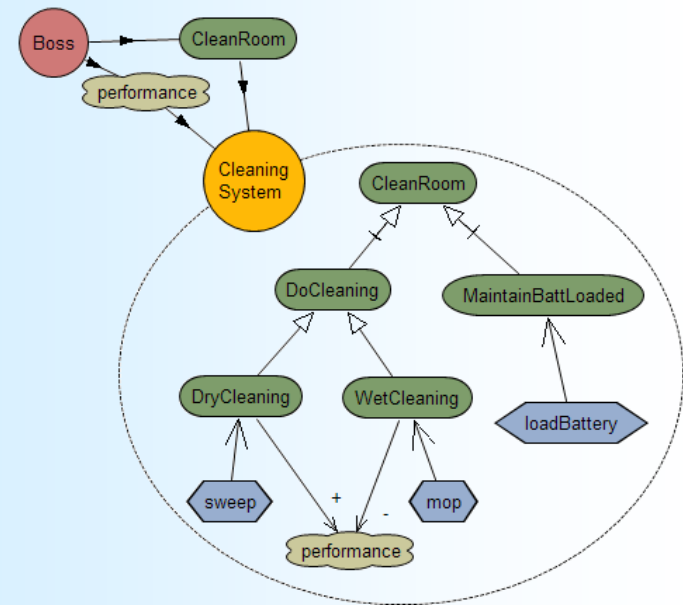 Boss
CleanRoom
performance
Cleaning
System
CleanRoom
DoCleaning
MaintainBattLoaded
DryCleaning
WetCleaning
loadBattery
sweep
+
-
mop
performance